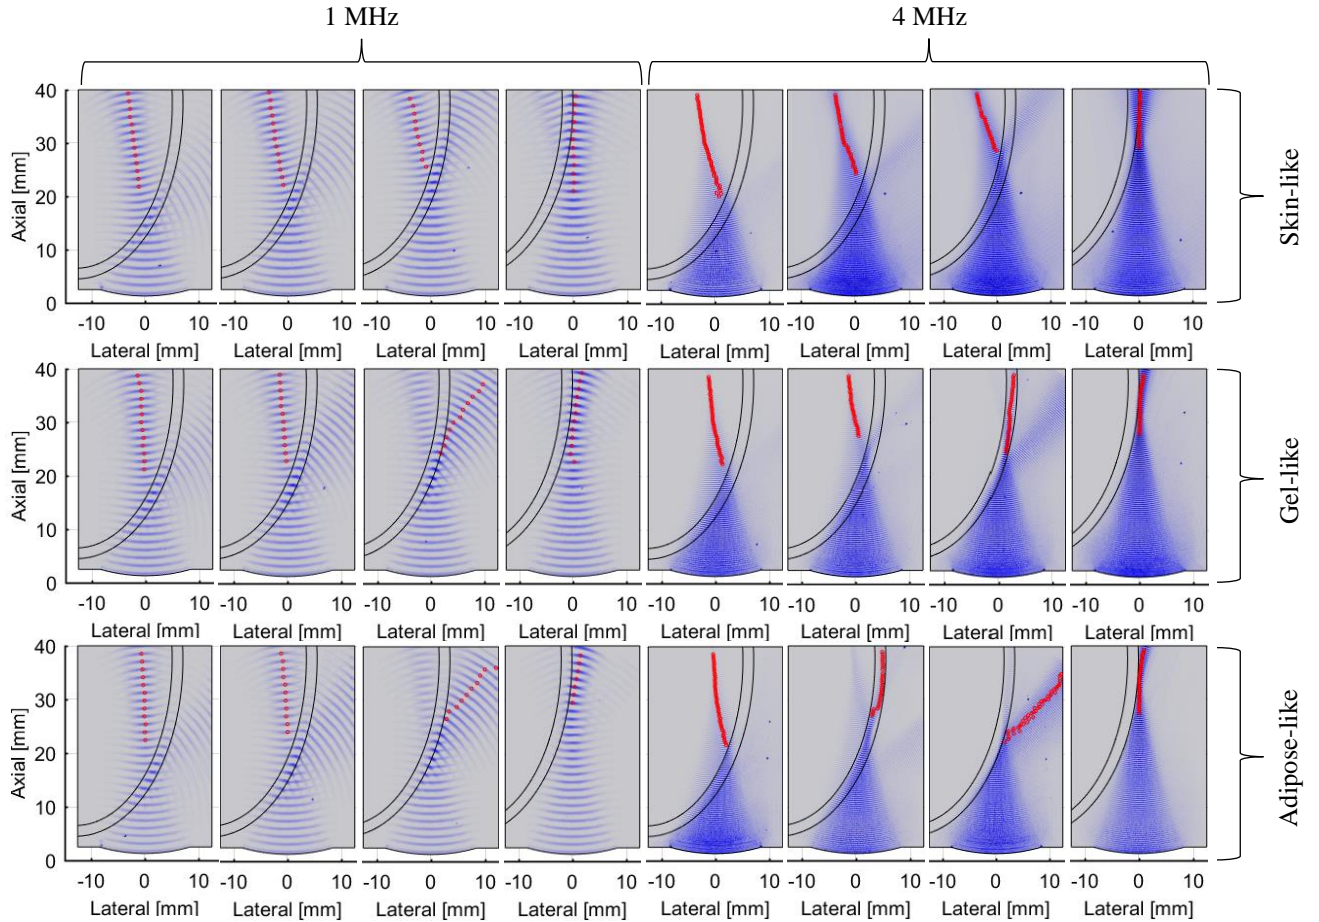 1 MHz 4 MHz
40 30 20 10 0
Axial [mm]
-10 0 10 -10 0 10 -10 0 10 -10 0 10 -10 0 10 -10 0 10 -10 0 10 -10 0 10
Lateral [mm] Lateral [mm] Lateral [mm] Lateral [mm] Lateral [mm] Lateral [mm] Lateral [mm] Lateral [mm]
Skin-like
40 30 20 10 0
Axial [mm]
-10 0 10 -10 0 10 -10 0 10 -10 0 10 -10 0 10 -10 0 10 -10 0 10 -10 0 10
Lateral [mm] Lateral [mm] Lateral [mm] Lateral [mm] Lateral [mm] Lateral [mm] Lateral [mm] Lateral [mm]
Gel-like
40 30 20 10 0
Axial [mm]
-10 0 10 -10 0 10 -10 0 10 -10 0 10 -10 0 10 -10 0 10 -10 0 10 -10 0 10
Lateral [mm] Lateral [mm] Lateral [mm] Lateral [mm] Lateral [mm] Lateral [mm] Lateral [mm] Lateral [mm]
Adipose-like